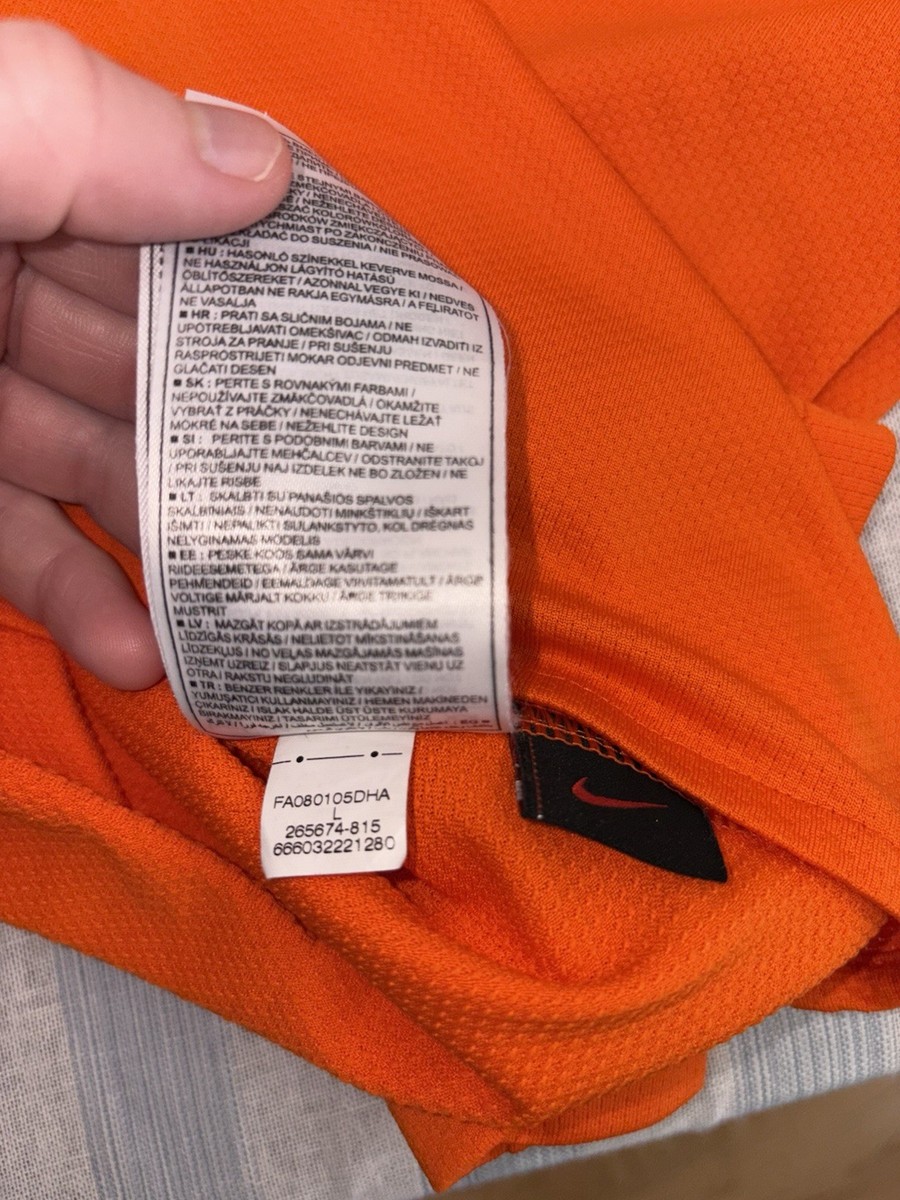 STEJNÝMI
HU : HASONLÓ SZÍNEKKEL KEVERVE MOSSA /
NE HASZNÁLJON LÁGYÍTÓ HATÁSÚ
ÖBLÍTŐSZEREKET / AZONNAL VEGYE KI / NEDVES
ÁLLAPOTBAN NE RAKJA EGYMÁSRA / A FELIRATOT
NE VASALJA
■ HR : PRATI SA SLIČNIM BOJAMA / NE
UPOTREBLJAVATI OMEKŠIVAC / ODMAH IZVADITI IZ
STROJA ZA PRANJE / PRI SUŠENJU
RASPROSTRIJETI MOKAR ODJEVNI PREDMET / NE
GLAČATI DESEN
■ SK : PERTE S ROVNAKÝMI FARBAMI /
NEPOUŽÍVAJTE ZMÄKČOVADLÁ / OKAMŽITE
VYBRAŤ Z PRÁČKY / NENECHÁVAJTE LEŽAŤ
MOKRÉ NA SEBE / NEŽEHLITE DESIGN
■ SI : PERITE S PODOBNIMI BARVAMI / NE
UPORABLJAJTE MEHČALCEV / ODSTRANITE TAKOJ
/ PRI SUŠENJU NAJ IZDELEK NE BO ZLOŽEN / NE
LIKAJTE RISBE
■ LT : SKALBTI SU PANAŠIOS SPALVOS
SKALBINIAIS / NENAUDOTI MINKŠTIKLIŲ / IŠKART
IŠIMTI / NEPALIKTI SULANKSTYTO, KOL DRĖGNAS
NELYGINAMAS MODELIS
■ EE : PESKE KOOS SAMA VÄRVI
RIIDEESEMETEGA / ÄRGE KASUTAGE
PEHMENDEID / EEMALDAGE VIIVITAMATULT / ÄRGE
VOLTIGE MÄRJALT KOKKU / ÄRGE TRIIKIGE
MUSTRIT
■ LV : MAZGĀT KOPĀ AR IZSTRĀDĀJUMIEM
LĪDZĪGĀS KRĀSĀS / NELIETOT MĪKSTINĀŠANAS
LĪDZEKĻUS / NO VEĻAS MAZGĀJAMĀS MAŠĪNAS
IZŅEMT UZREIZ / SLAPJUS NEATSTĀT VIENU UZ
OTRA / RAKSTU NEGLUDINĀT
■ TR : BENZER RENKLER İLE YIKAYINIZ /
YUMUŞATICI KULLANMAYINIZ / HEMEN MAKİNEDEN
ÇIKARINIZ / ISLAK HALDE ÜST ÜSTE KURUMAYA
BIRAKMAYINIZ / TASARIMI ÜTÜLEMEYİNİZ
FA080105DHA
L
265674-815
666032221280